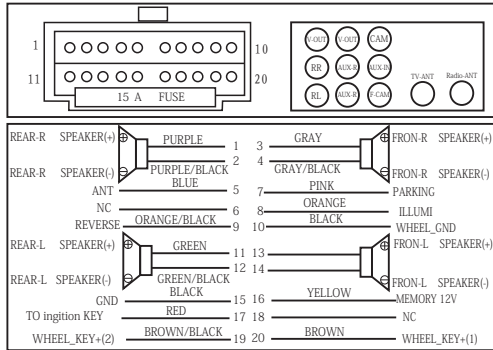 1 10
11 20
15 A FUSE
V-OUT V-OUT CAM
RR AUX-R AUX-IN
RL AUX-R F-CAM
TV-ANT Radio-ANT
REAR-R SPEAKER(+) PURPLE 1 3 GRAY FRON-R SPEAKER(+)
2 4
REAR-R SPEAKER(-) PURPLE/BLACK GRAY/BLACK FRON-R SPEAKER(-)
ANT BLUE 5 7 PINK PARKING
NC 6 8 ORANGE ILLUMI
REVERSE ORANGE/BLACK 9 10 BLACK WHEEL_GND
REAR-L SPEAKER(+) GREEN 11 13 FRON-L SPEAKER(+)
12 14
REAR-L SPEAKER(-) GREEN/BLACK FRON-L SPEAKER(-)
GND BLACK 15 16 YELLOW MEMORY 12V
TO ingition KEY RED 17 18 NC
WHEEL_KEY+(2) BROWN/BLACK 19 20 BROWN WHEEL_KEY+(1)